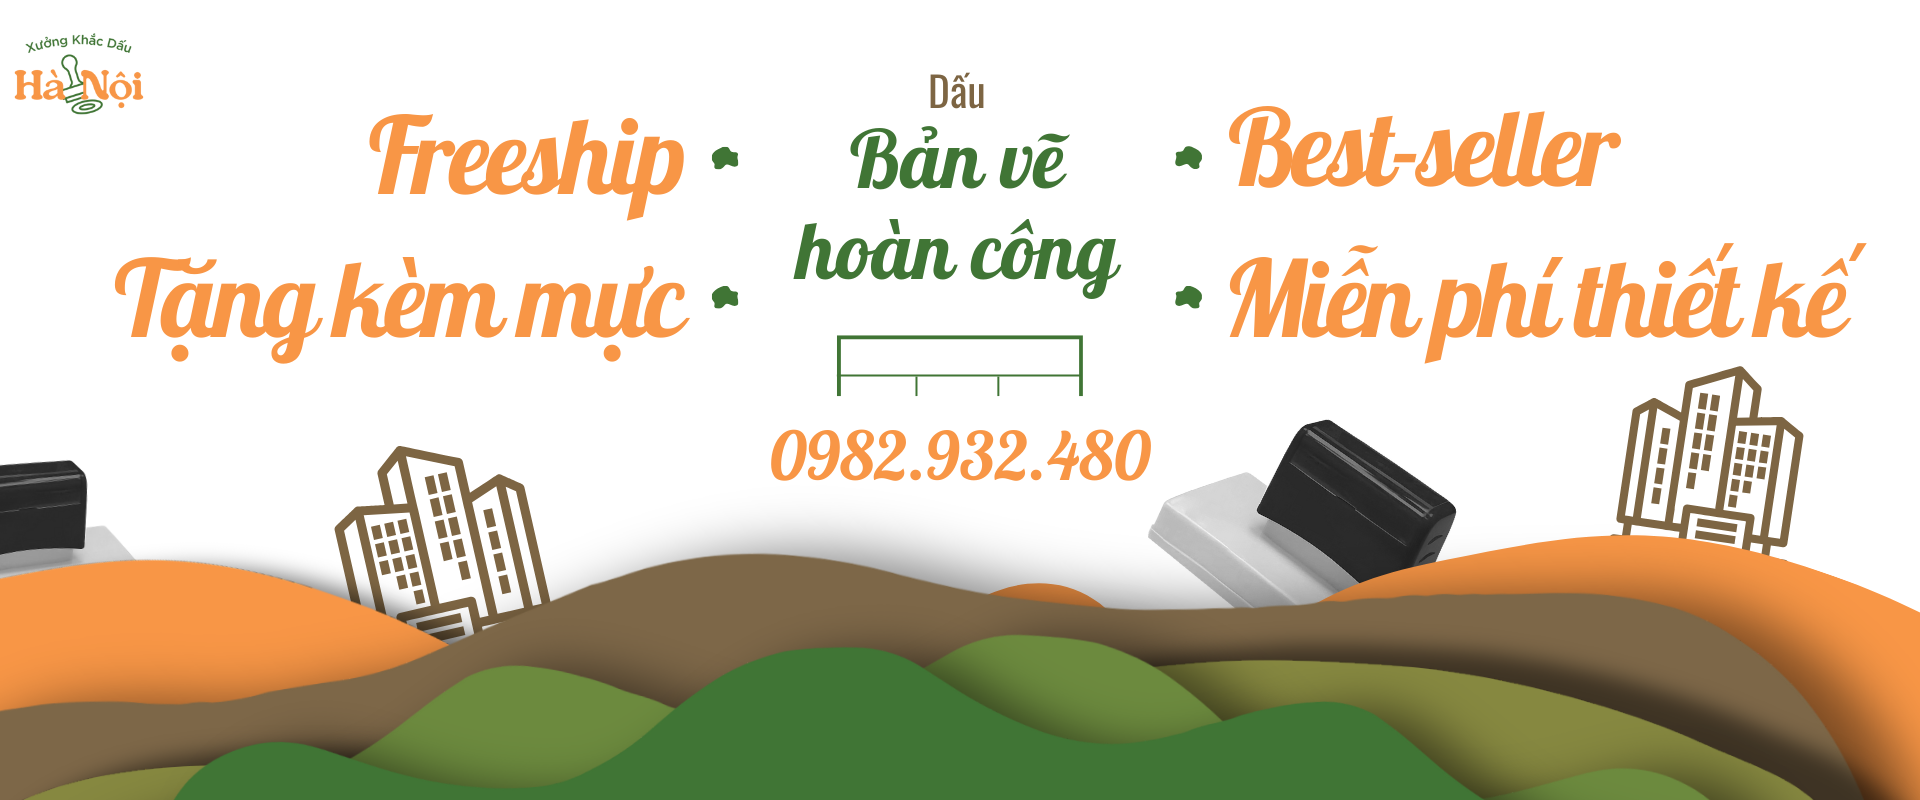 Xưởng Khắc Dấu
Hà Nội
Freeship
Tặng kèm mực
Dấu
Bản vẽ
hoàn công
0982.932.480
Best-seller
Miễn phí thiết kế